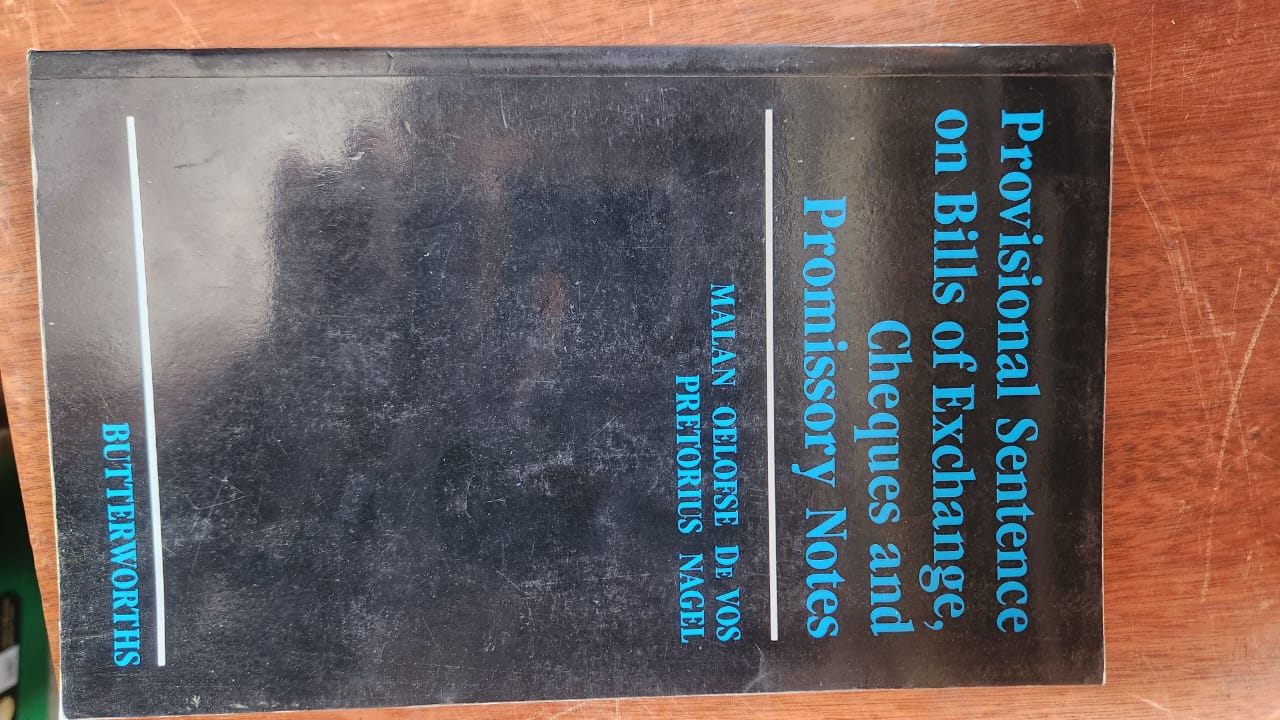 Provisional Sentence
on Bills of Exchange,
Cheques and
Promissory Notes
MALAN OELOFSE DE VOS
PRETORIUS NAGEL
BUTTERWORTHS